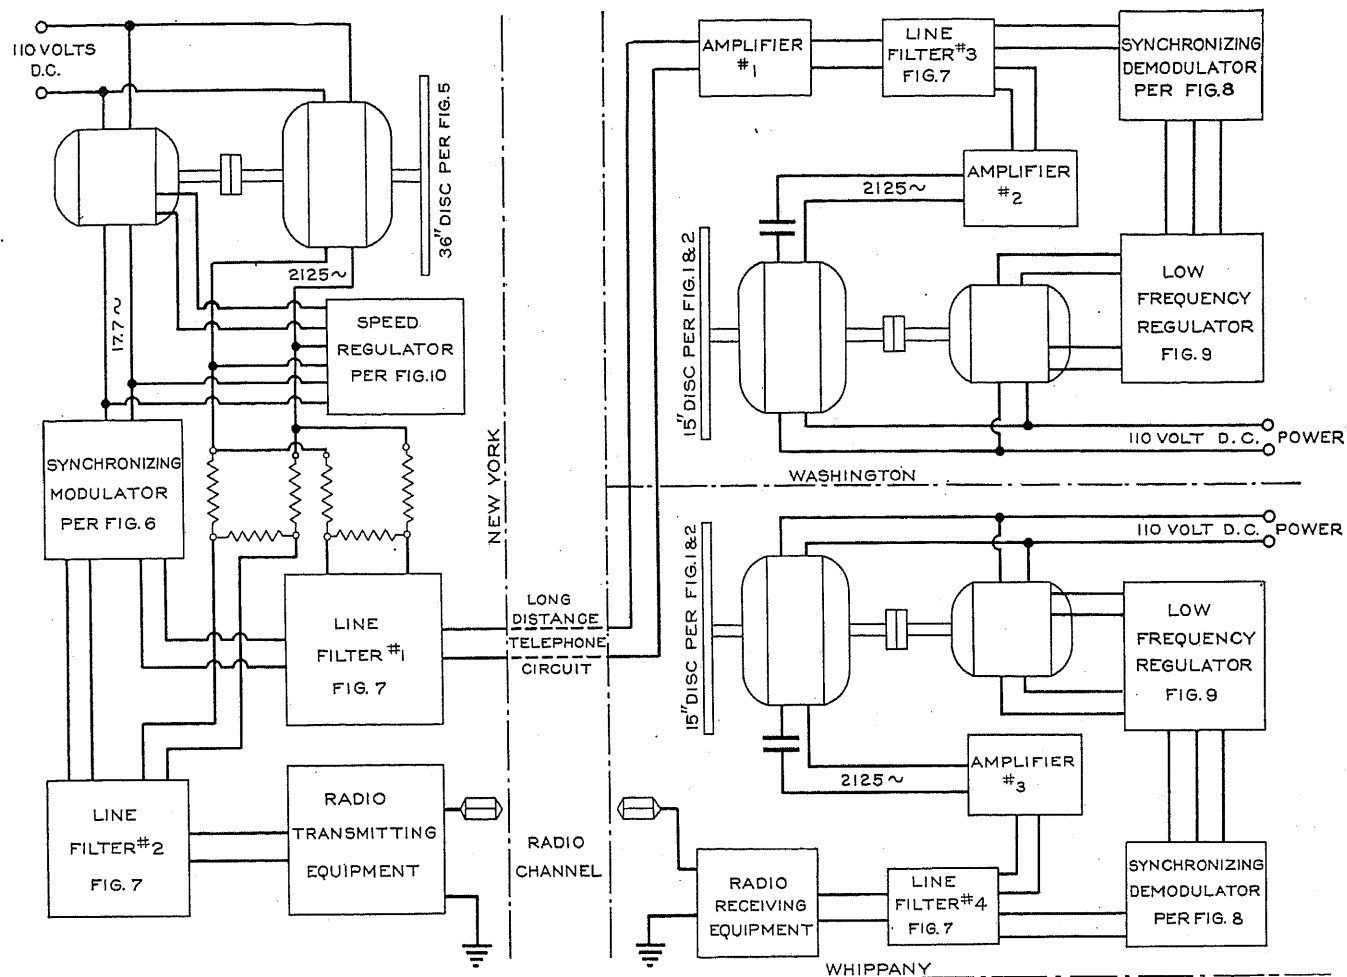 110 VOLTS
D.C.
36" DISC PER FIG.5
2125~
17.7~
SPEED
REGULATOR
PER FIG.10
SYNCHRONIZING
MODULATOR
PER FIG.6
LINE
FILTER #1
FIG. 7
LINE
FILTER #2
FIG. 7
RADIO
TRANSMITTING
EQUIPMENT
NEW YORK
LONG
DISTANCE
TELEPHONE
CIRCUIT
RADIO
CHANNEL
AMPLIFIER
#1
LINE
FILTER #3
FIG.7
SYNCHRONIZING
DEMODULATOR
PER FIG.8
AMPLIFIER
#2
2125~
15" DISC PER FIG.1&2
LOW
FREQUENCY
REGULATOR
FIG.9
110 VOLT D.C. POWER
WASHINGTON
110 VOLT D.C. POWER
15" DISC PER FIG.1&2
LOW
FREQUENCY
REGULATOR
FIG.9
AMPLIFIER
#3
2125~
RADIO
RECEIVING
EQUIPMENT
LINE
FILTER #4
FIG.7
SYNCHRONIZING
DEMODULATOR
PER FIG.8
WHIPPANY